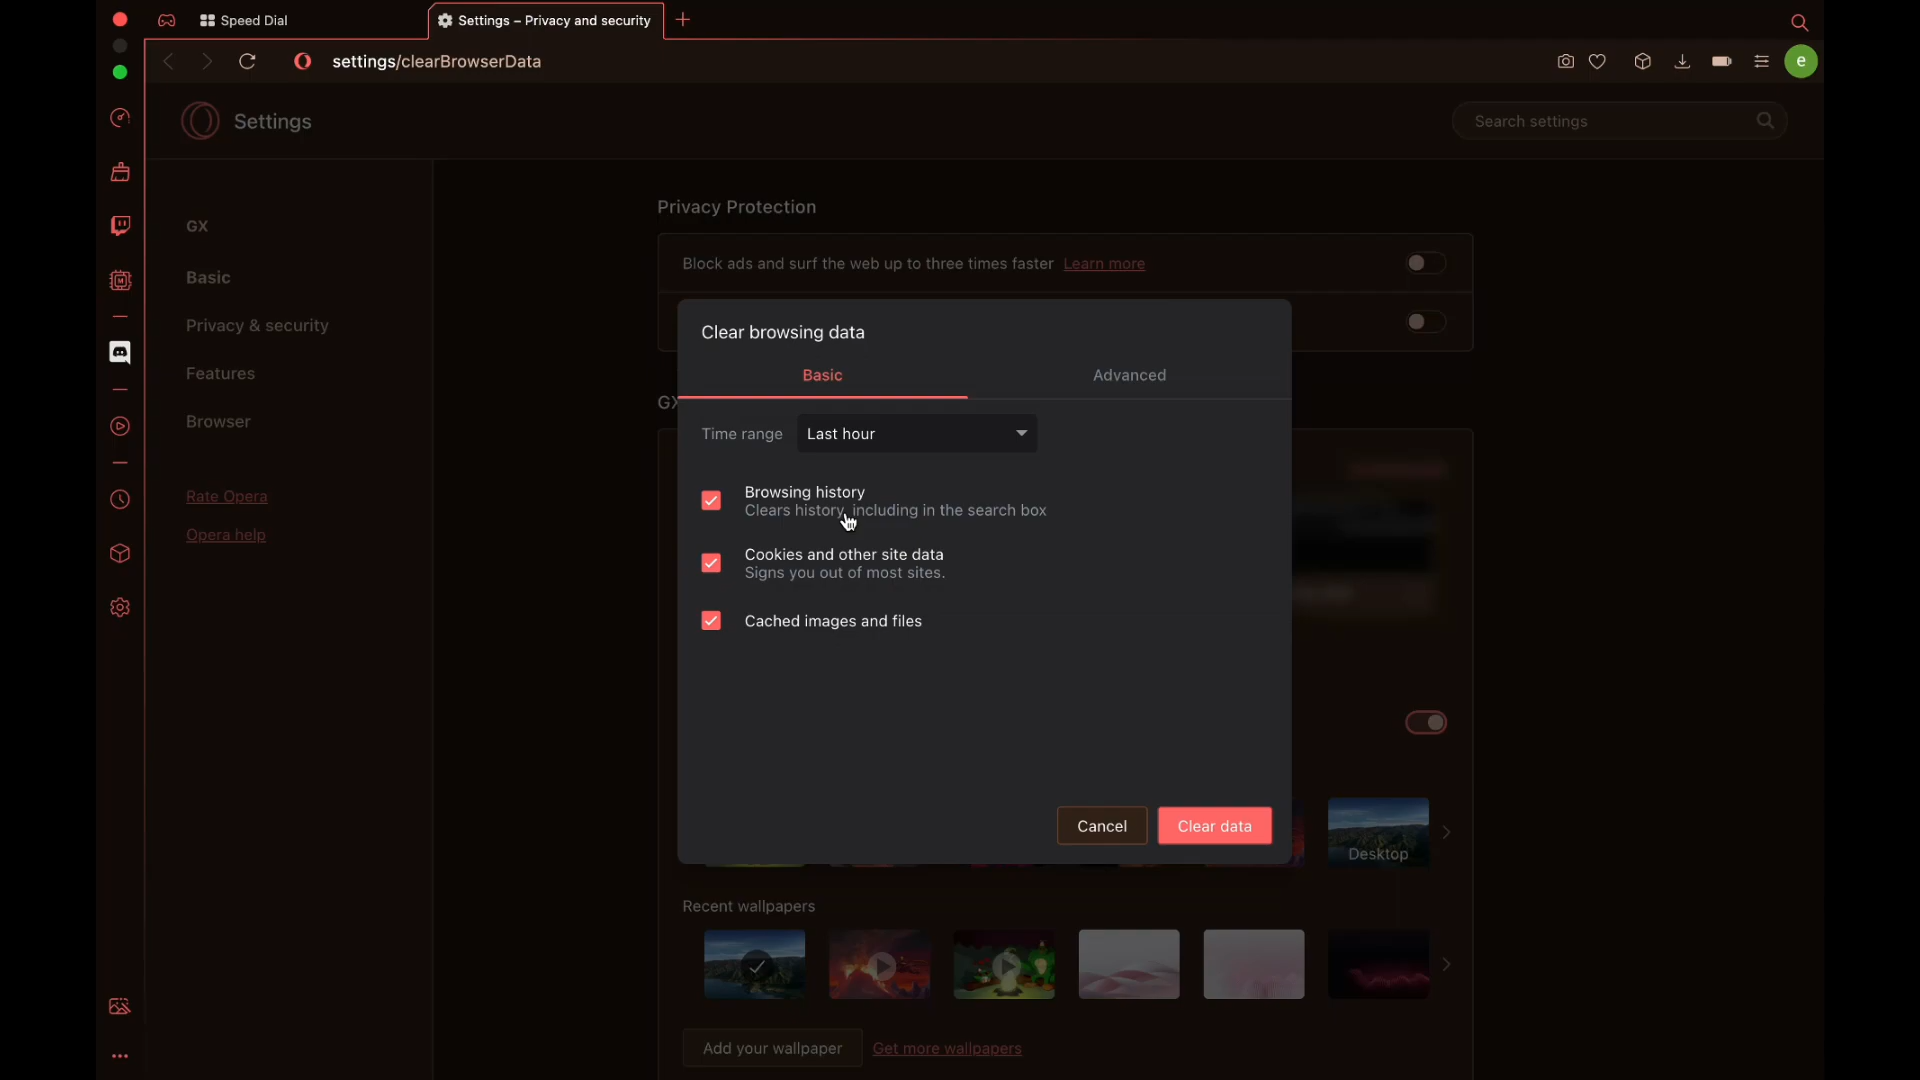 Speed Dial
Settings – Privacy and security
settings/clearBrowserData
e
Settings
Search settings
GX
Basic
Privacy & security
Features
Browser
Rate Opera
Opera help
Privacy Protection
Block ads and surf the web up to three times faster Learn more
GX
Clear browsing data
Basic
Advanced
Time range
Last hour
Browsing history
Clears history, including in the search box
Cookies and other site data
Signs you out of most sites.
Cached images and files
Cancel
Clear data
Desktop
Recent wallpapers
Add your wallpaper
Get more wallpapers